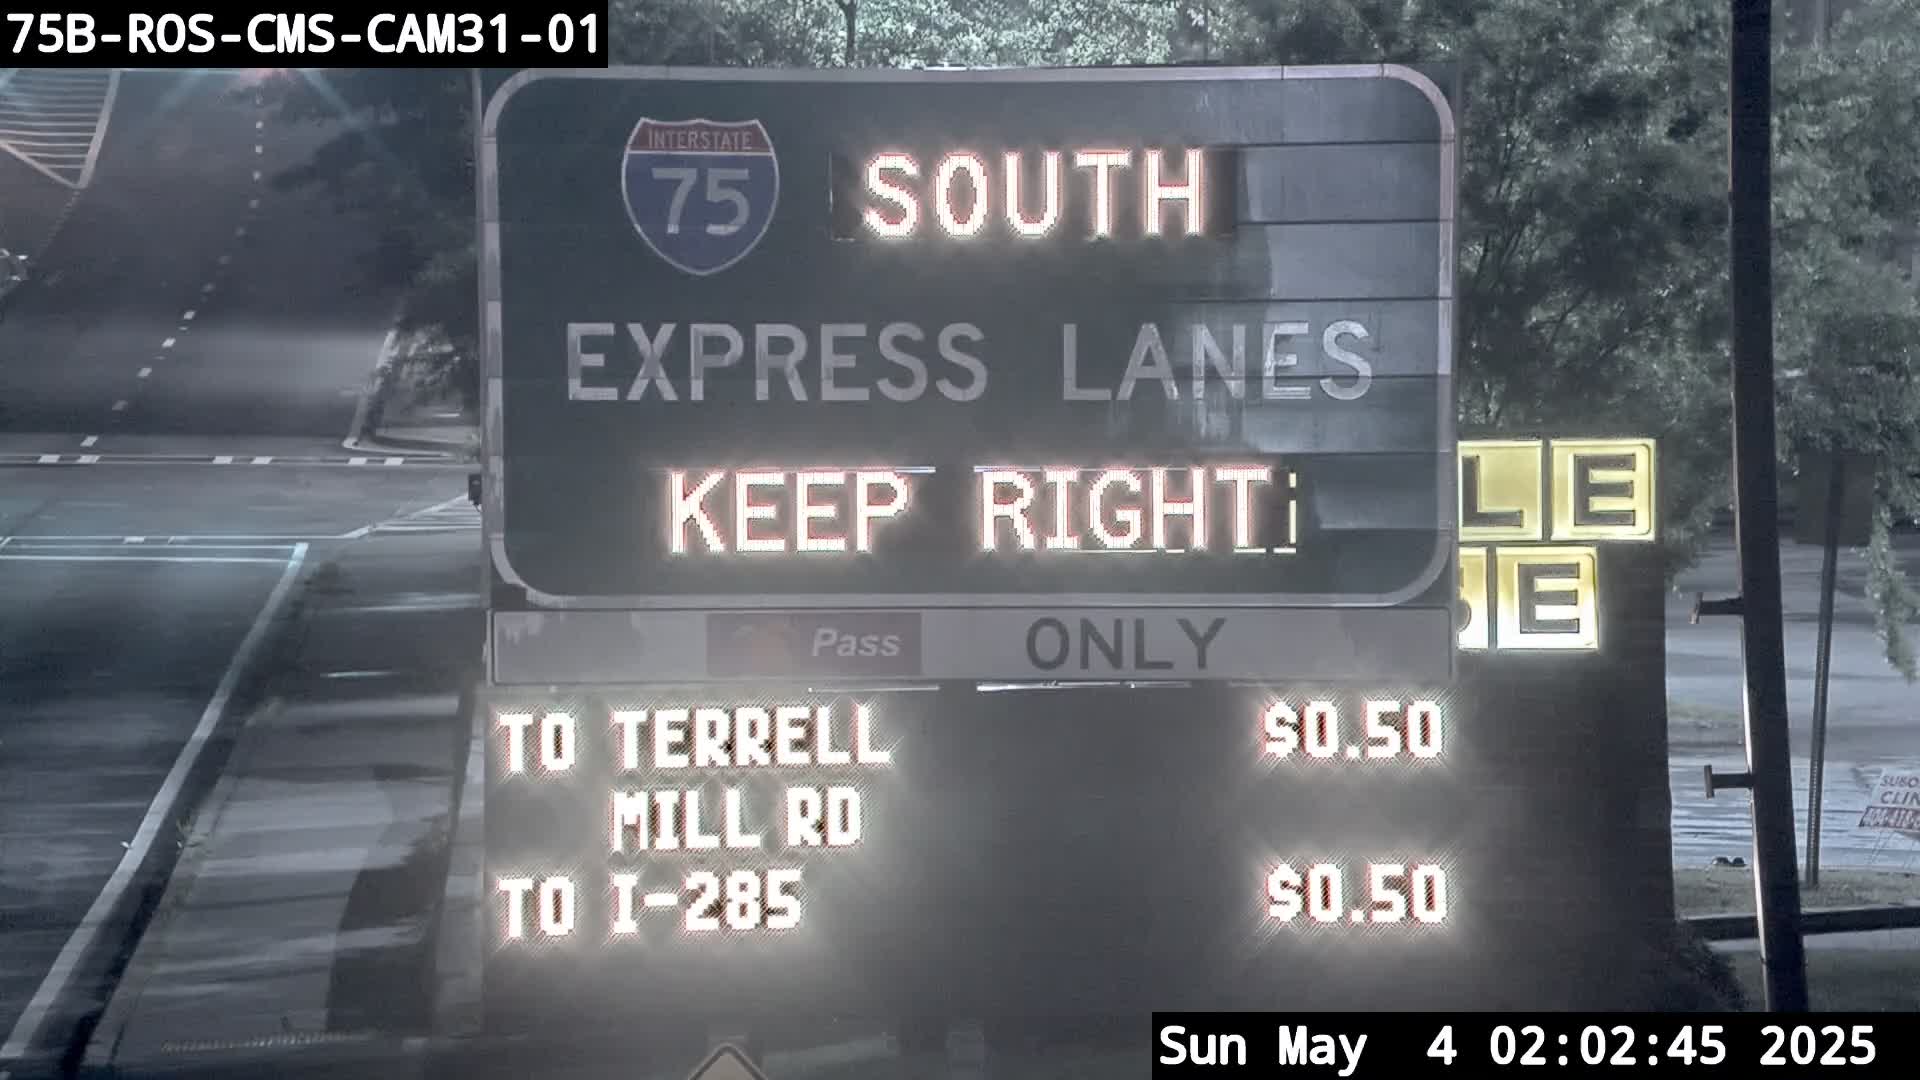 75B-ROS-CMS-CAM31-01
INTERSTATE
75
SOUTH
EXPRESS LANES
KEEP RIGHT
Pass ONLY
LE
E
TO TERRELL $0.50
MILL RD
TO I-285 $0.50
Sun May 4 02:02:45 2025